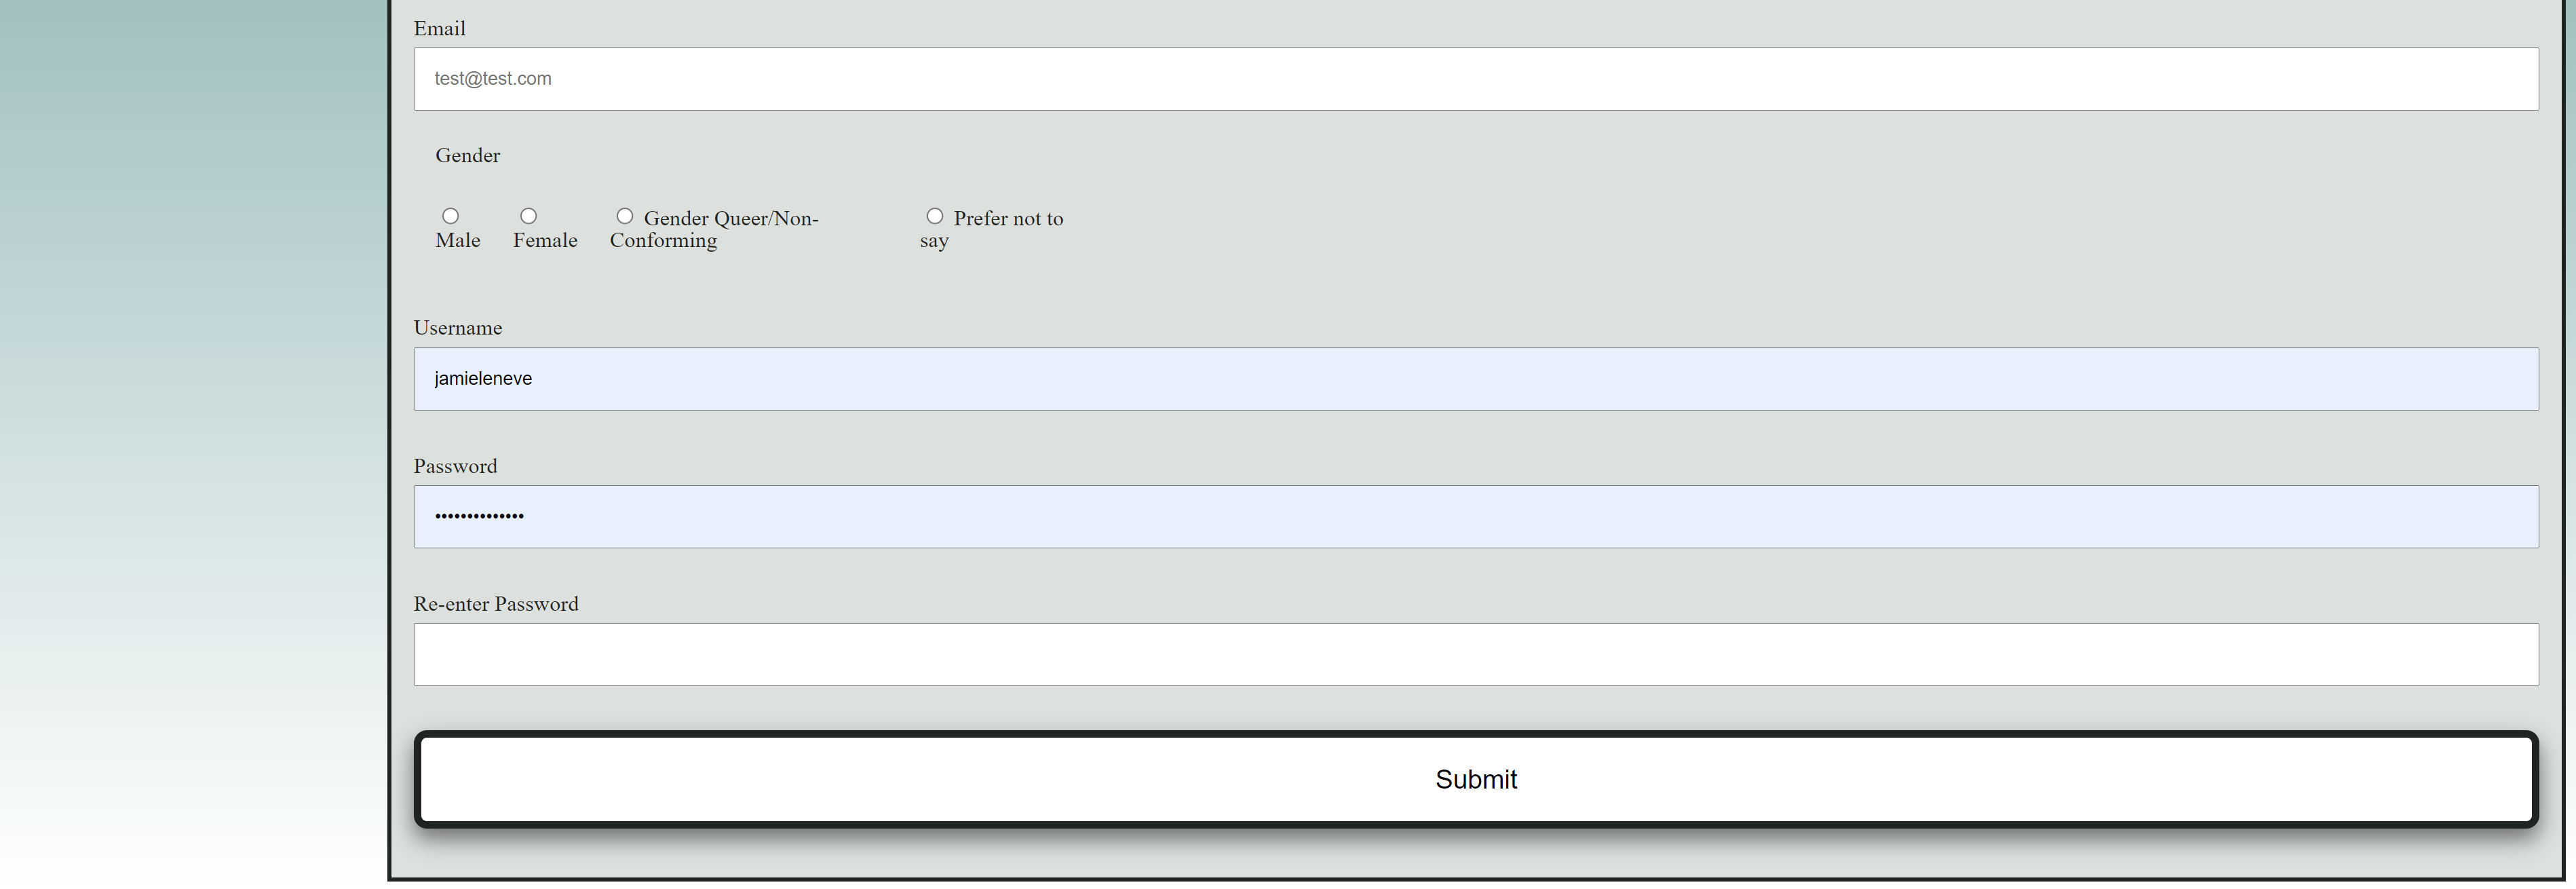 Email
test@test.com
Gender
Gender Queer/Non- Prefer not to
Male Female Conforming say
Username
jamieleneve
Password
••••••••••••••
Re-enter Password
Submit